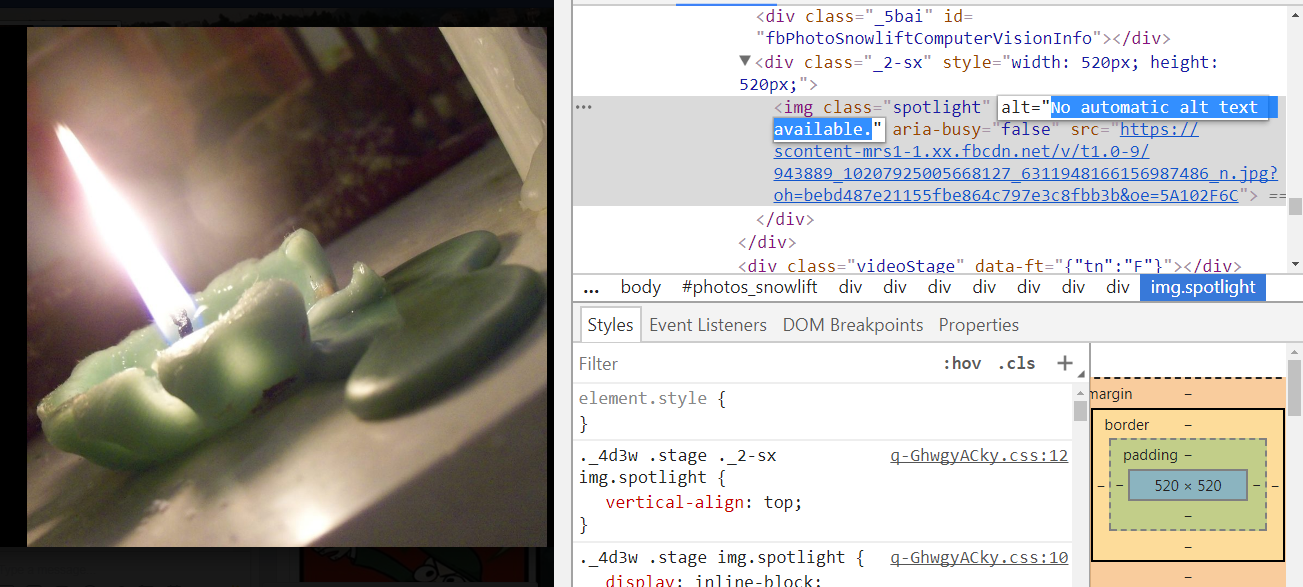 <div class="_5bai" id=
"fbPhotoSnowliftComputerVisionInfo"></div>
▼<div class="_2-sx" style="width: 520px; height:
520px;">
... <img class="spotlight" alt="No automatic alt text
available." aria-busy="false" src="https://
scontent-mrs1-1.xx.fbcdn.net/v/t1.0-9/
943889_10207925005668127_6311948166156987486_n.jpg?
oh=bebd487e21155fbe864c797e3c8fbb3b&oe=5A102F6C"> ==
</div>
</div>
<div class="videoStage" data-ft="{"tn":"E"}"></div>
... body #photos_snowlift div div div div div div div img.spotlight
Styles Event Listeners DOM Breakpoints Properties
Filter :hov .cls +
element.style {
}
._4d3w .stage ._2-sx q-GhwgyACky.css:12
img.spotlight {
vertical-align: top;
}
._4d3w .stage img.spotlight { q-GhwgyACky.css:10
display: inline-block;
margin –
border –
padding –
– – 520 × 520 – –
–
–
–